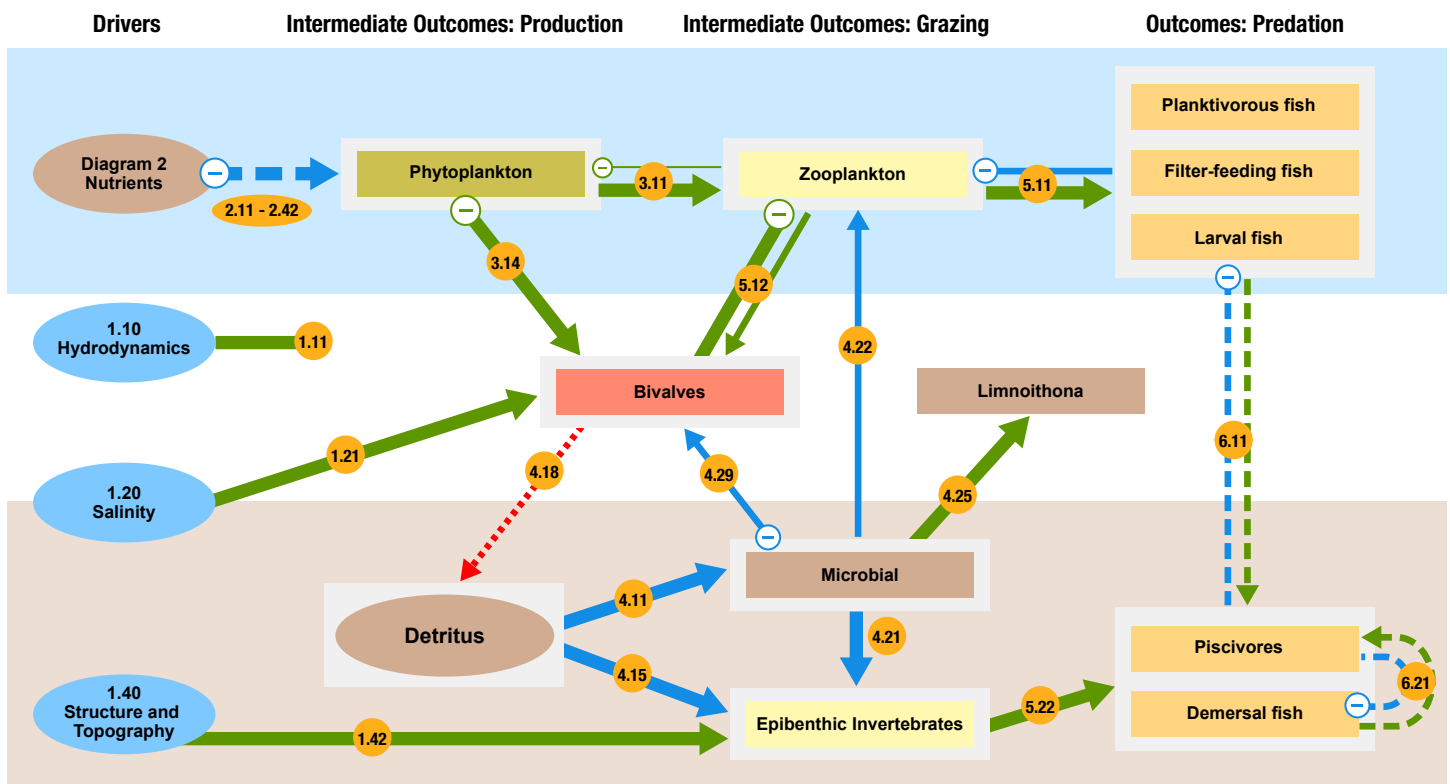 Drivers
Intermediate Outcomes: Production
Intermediate Outcomes: Grazing
Outcomes: Predation
Planktivorous fish
Diagram 2
Nutrients
2.11 - 2.42
Phytoplankton
3.11
Zooplankton
5.11
Filter-feeding fish
Larval fish
3.14
5.12
1.10
Hydrodynamics
1.11
4.22
Bivalves
Limnoithona
1.21
4.18
4.29
4.25
6.11
1.20
Salinity
Microbial
4.11
Detritus
4.21
4.15
Piscivores
6.21
1.40
Structure and
Topography
1.42
Epibenthic Invertebrates
5.22
Demersal fish